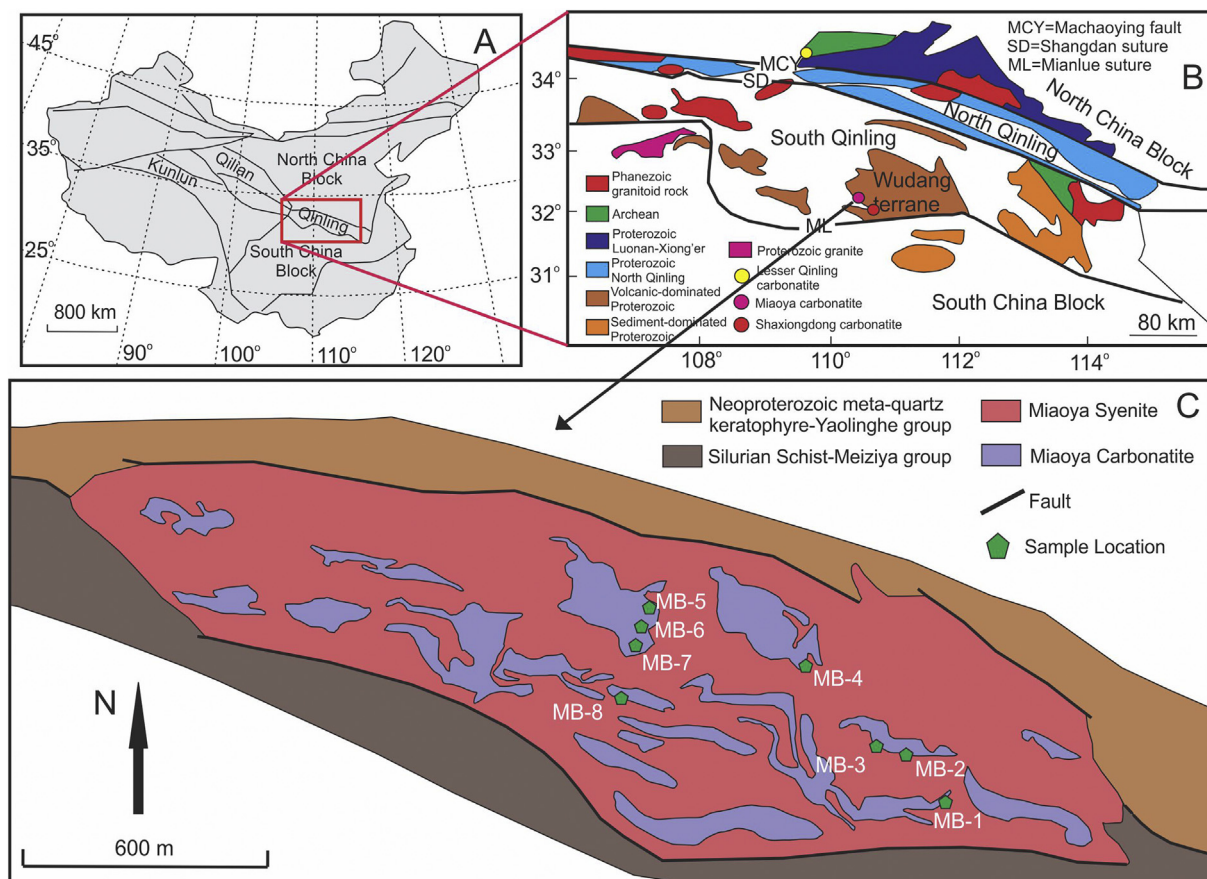 A
45°
35°
25°
Kunlun
Qilian
North China
Block
Qinling
South China
Block
800 km
90°
100°
110°
120°
MCY=Machaoying fault
SD=Shangdan suture
ML=Mianlue suture
B
34°
33°
32°
31°
MCY
SD
North China Block
North Qinling
South Qinling
Wudang
terrane
ML
South China Block
Phanezoic
granitoid rock
Archean
Proterozoic
Luonan-Xiong'er
Proterozoic
North Qinling
Volcanic-dominated
Proterozoic
Sediment-dominated
Proterozoic
Proterozoic granite
Lesser Qinling
carbonatite
Miaoya carbonatite
Shaxiongdong carbonatite
80 km
108°
110°
112°
114°
C
Neoproterozoic meta-quartz
keratophyre-Yaolinghe group
Silurian Schist-Meiziya group
Miaoya Syenite
Miaoya Carbonatite
Fault
Sample Location
MB-5
MB-6
MB-7
MB-4
MB-8
MB-3
MB-2
MB-1
N
600 m